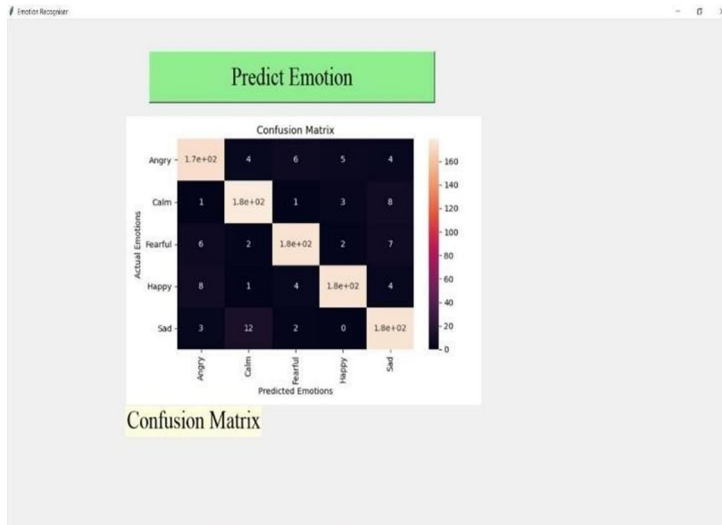 Emotion Recogniser
Predict Emotion
Confusion Matrix
Actual Emotions
Angry 1.7e+02 4 6 5 4
Calm 1 1.8e+02 1 3 8
Fearful 6 2 1.8e+02 2 7
Happy 8 1 4 1.8e+02 4
Sad 3 12 2 0 1.8e+02
Angry Calm Fearful Happy Sad
Predicted Emotions
160
140
120
100
80
60
40
20
0
Confusion Matrix